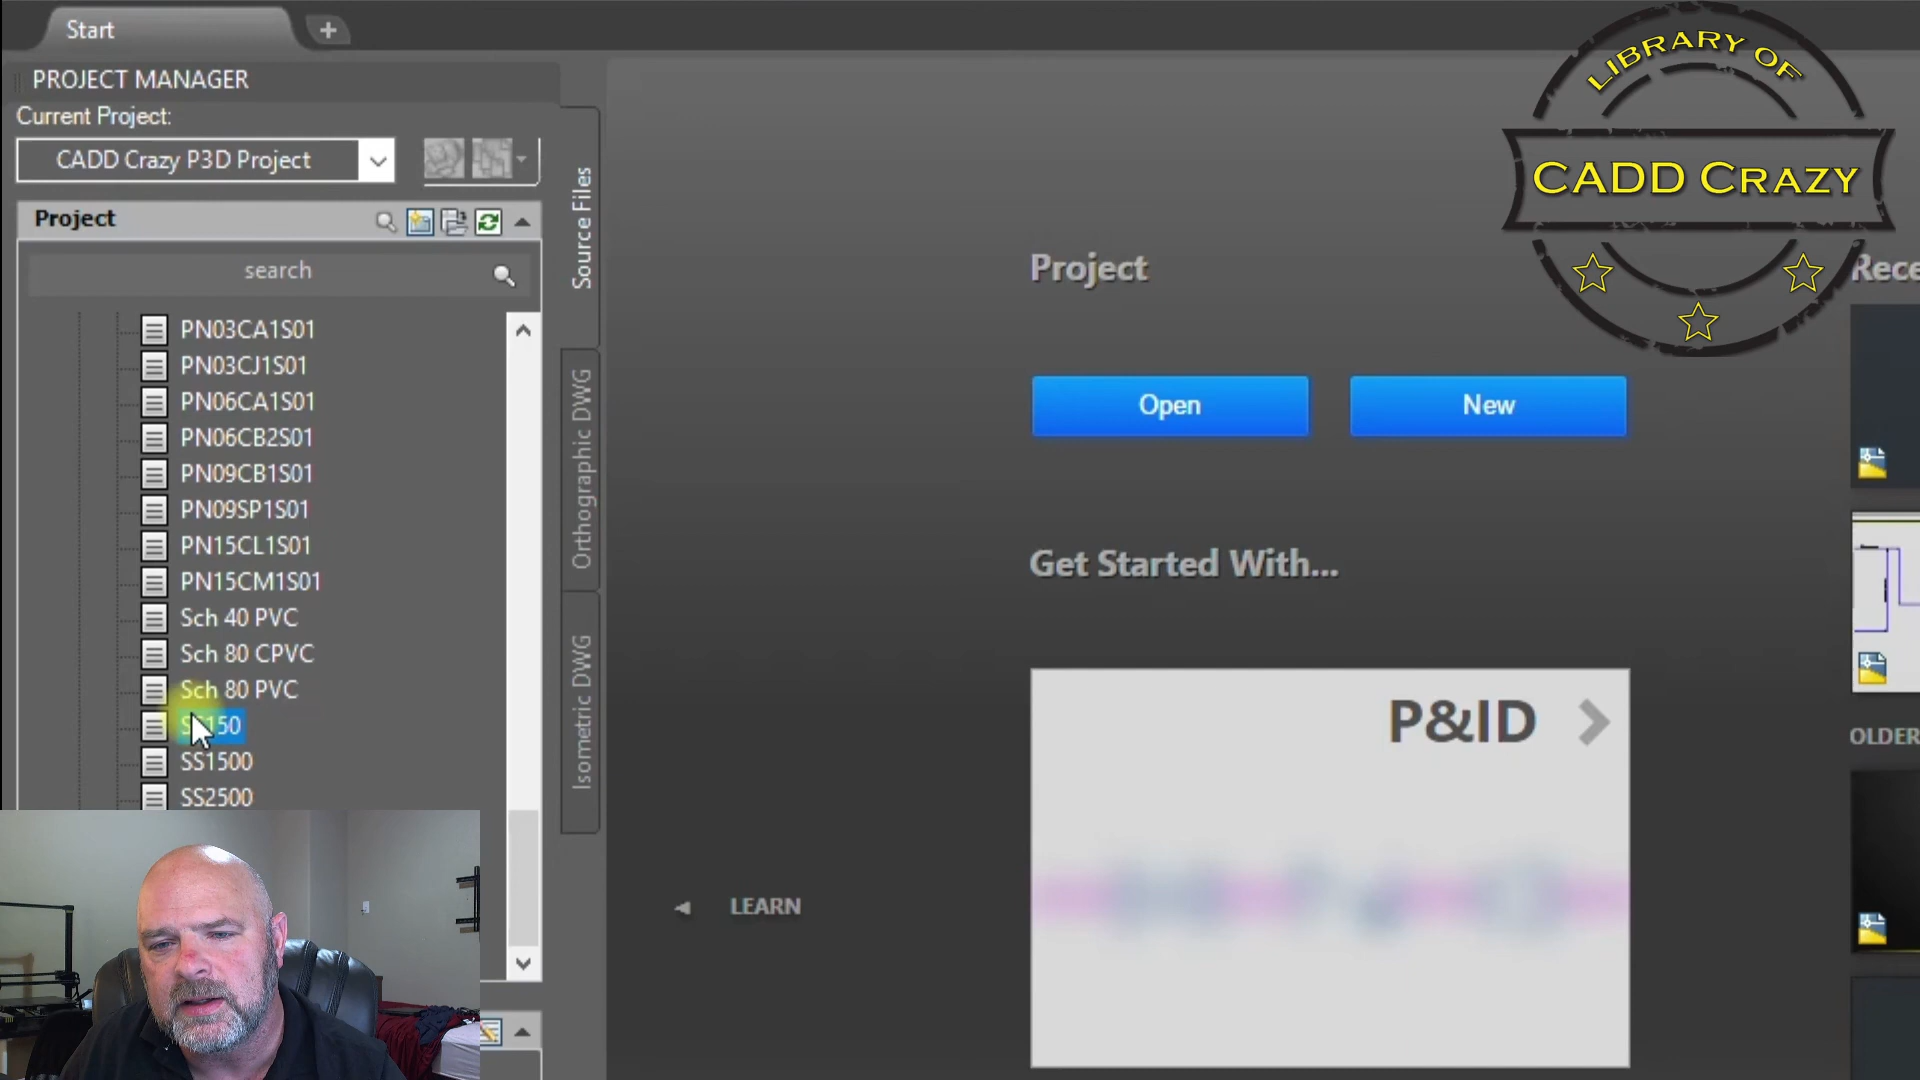 Start
PROJECT MANAGER
Current Project:
CADD Crazy P3D Project
Project
search
PN03CA1S01
PN03CJ1S01
PN06CA1S01
PN06CB2S01
PN09CB1S01
PN09SP1S01
PN15CL1S01
PN15CM1S01
Sch 40 PVC
Sch 80 CPVC
Sch 80 PVC
SS150
SS1500
SS2500
Source Files
Orthographic DWG
Isometric DWG
Project
Open
New
Get Started With...
P&ID
LEARN
LIBRARY OF
CADD CRAZY
Rece
OLDER